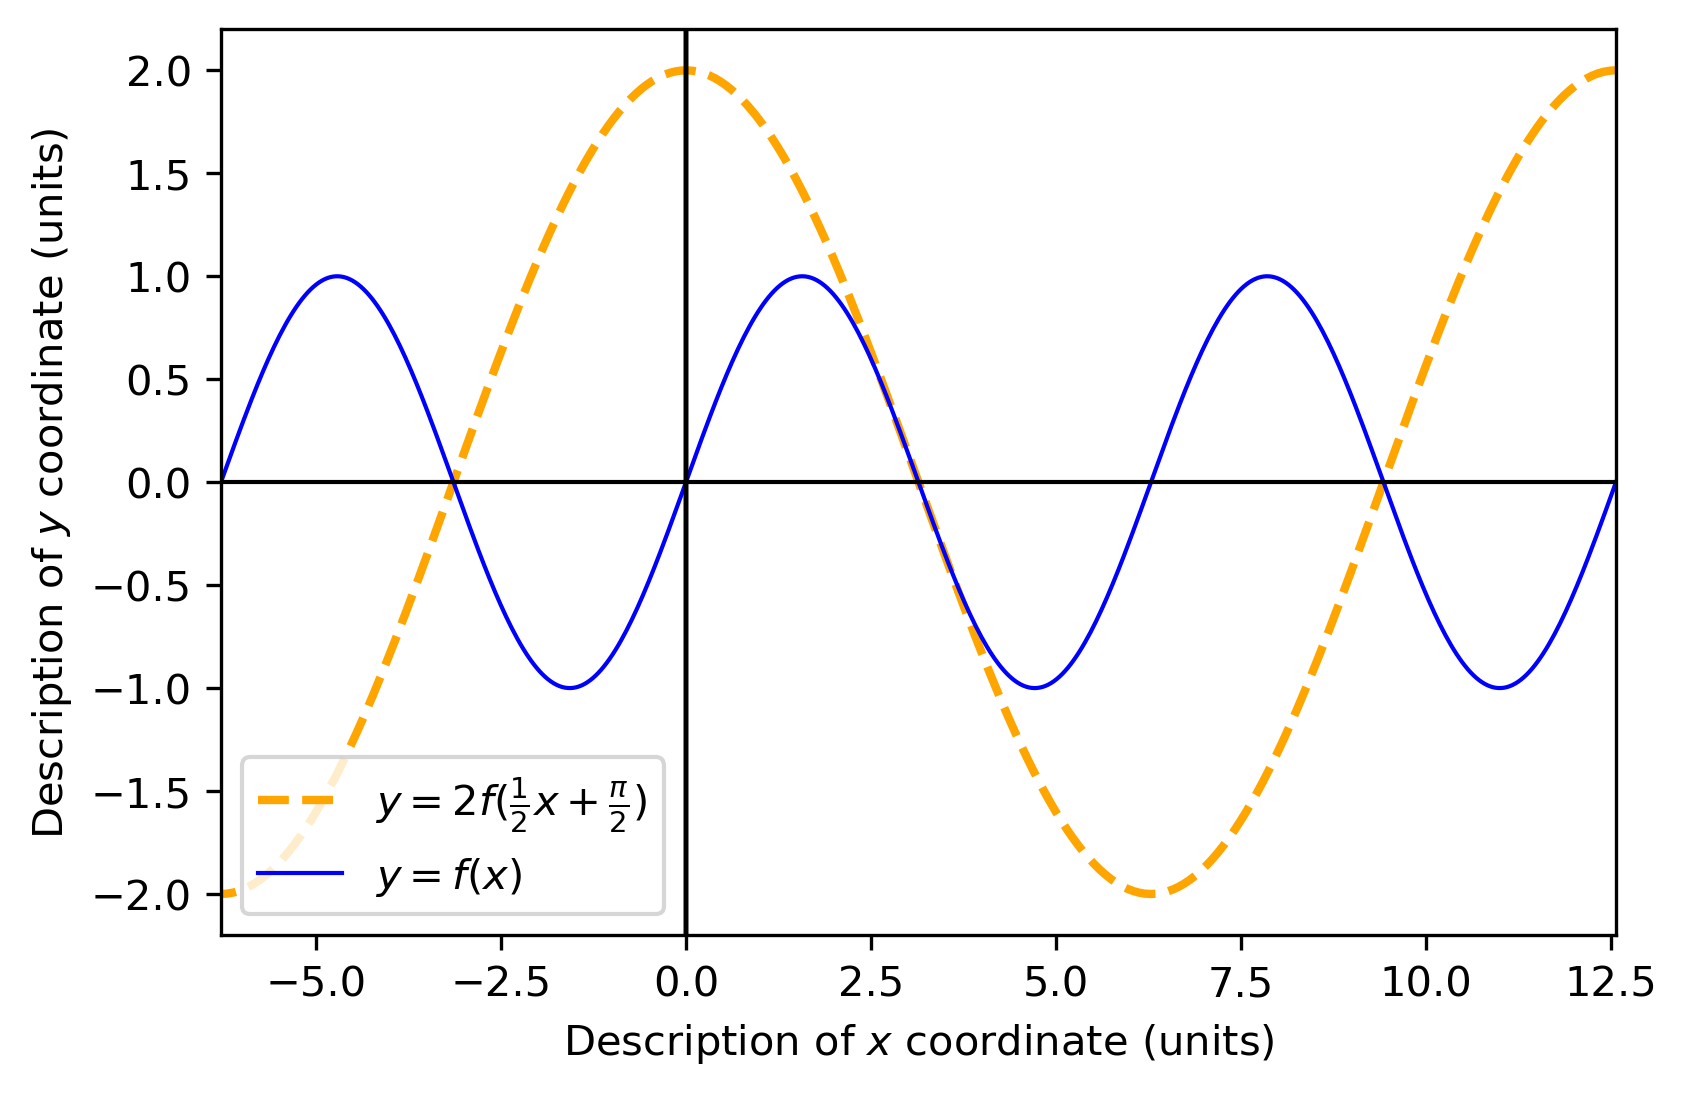 2.0
1.5
1.0
0.5
0.0
−0.5
−1.0
−1.5
−2.0
Description of y coordinate (units)
y = 2f(½x + π/2)
y = f(x)
−5.0 −2.5 0.0 2.5 5.0 7.5 10.0 12.5
Description of x coordinate (units)